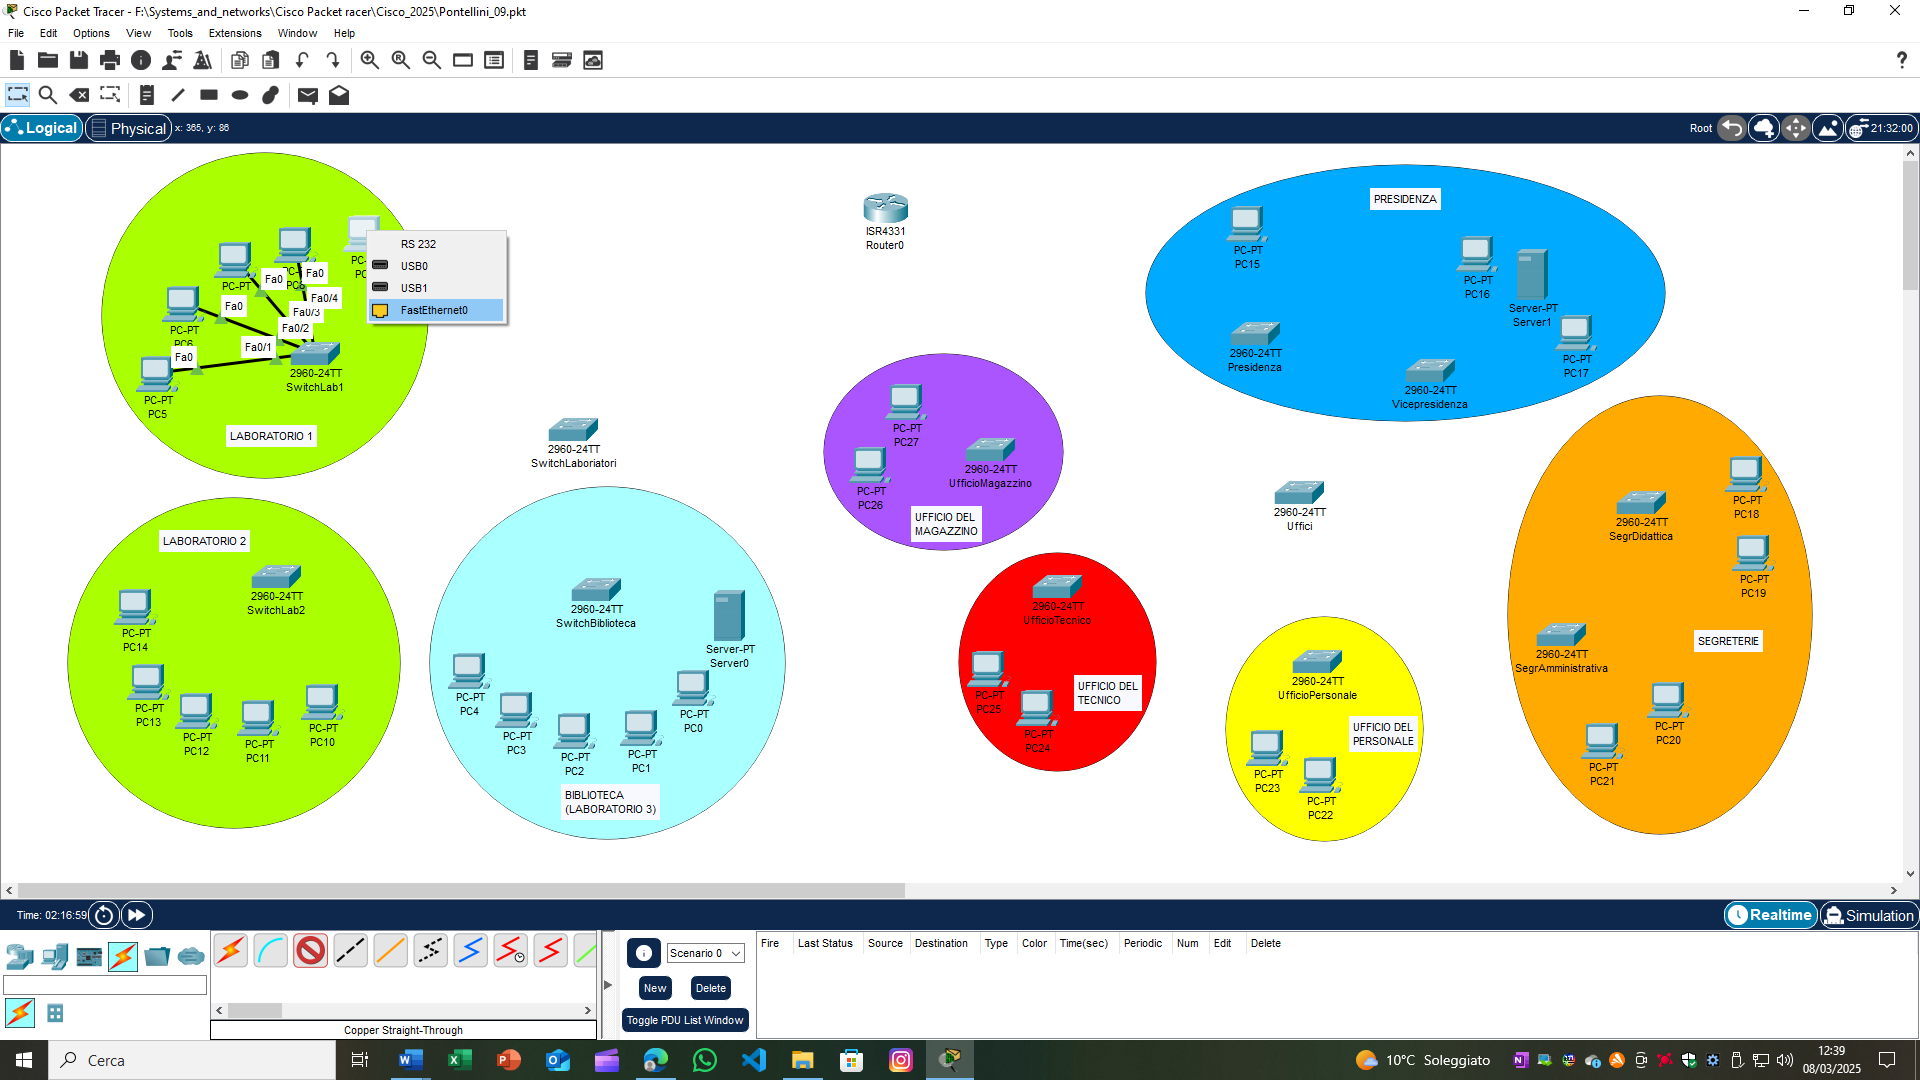 Cisco Packet Tracer - F:\Systems_and_networks\Cisco Packet racer\Cisco_2025\Pontellini_09.pkt
File Edit Options View Tools Extensions Window Help
Logical Physical x: 365, y: 86
Root 21:32:00
RS 232
USB0
USB1
FastEthernet0
PC-PT
Fa0
Fa0
Fa0/4
Fa0/3
Fa0
Fa0/2
Fa0/1
PC-PT
PC6
Fa0
2960-24TT
SwitchLab1
PC-PT
PC5
LABORATORIO 1
ISR4331
Router0
PRESIDENZA
PC-PT
PC15
PC-PT
PC16
Server-PT
Server1
PC-PT
PC17
2960-24TT
Presidenza
2960-24TT
Vicepresidenza
2960-24TT
SwitchLaboriatori
PC-PT
PC27
PC-PT
PC26
2960-24TT
UfficioMagazzino
UFFICIO DEL
MAGAZZINO
2960-24TT
Uffici
PC-PT
PC18
2960-24TT
SegrDidattica
PC-PT
PC19
2960-24TT
SegrAmministrativa
SEGRETERIE
PC-PT
PC20
PC-PT
PC21
LABORATORIO 2
2960-24TT
SwitchLab2
PC-PT
PC14
PC-PT
PC13
PC-PT
PC12
PC-PT
PC11
PC-PT
PC10
2960-24TT
SwitchBiblioteca
Server-PT
Server0
PC-PT
PC4
PC-PT
PC3
PC-PT
PC2
PC-PT
PC1
PC-PT
PC0
BIBLIOTECA
(LABORATORIO 3)
2960-24TT
UfficioTecnico
PC-PT
PC25
PC-PT
PC24
UFFICIO DEL
TECNICO
2960-24TT
UfficioPersonale
UFFICIO DEL
PERSONALE
PC-PT
PC23
PC-PT
PC22
Time: 02:16:59
Realtime Simulation
Scenario 0
New Delete
Toggle PDU List Window
Fire Last Status Source Destination Type Color Time(sec) Periodic Num Edit Delete
Copper Straight-Through
Cerca
10°C Soleggiato
12:39
08/03/2025